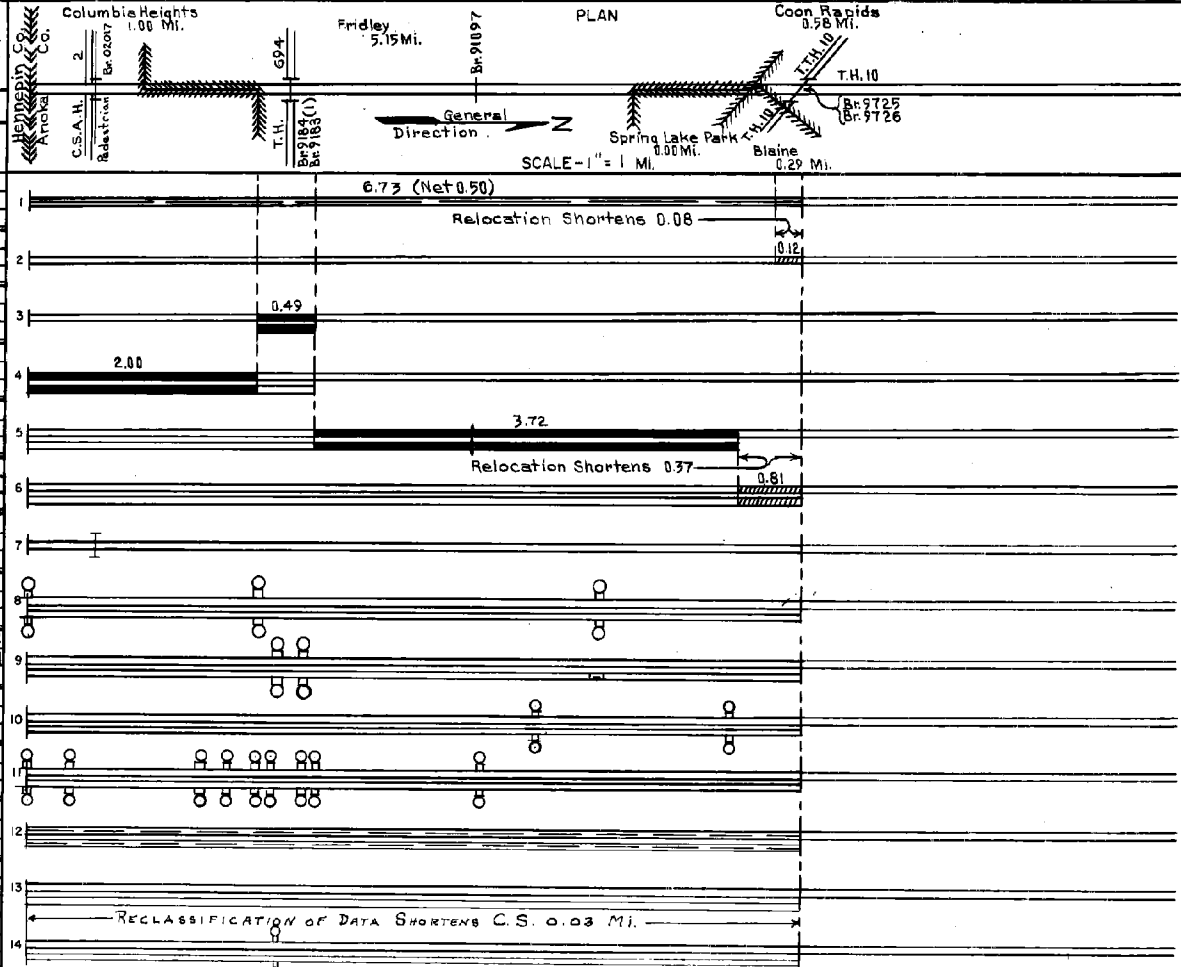 Columbia Heights
1.00 Mi.
Fridley
5.15 Mi.
PLAN
Coon Rapids
0.58 Mi.
Hennepin Co.
Anoka Co.
C.S.A.H. 2
Br. 02017
Pedestrian
T.H. 694
Br. 9184 (1)
Br. 9183
Br. 91097
T.T.H. 10
T.H. 10
Br. 9725
Br. 9726
General
Direction
Z
Spring Lake Park
0.00 Mi.
T.H. 10
Blaine
0.29 Mi.
SCALE-1" = 1 MI.
6.73 (Net 0.50)
1
Relocation Shortens 0.08
0.12
2
0.49
3
2.00
4
3.72
5
Relocation Shortens 0.37
0.81
6
7
8
9
10
11
12
13
RECLASSIFICATION OF DATA SHORTENS C.S. 0.03 MI.
14